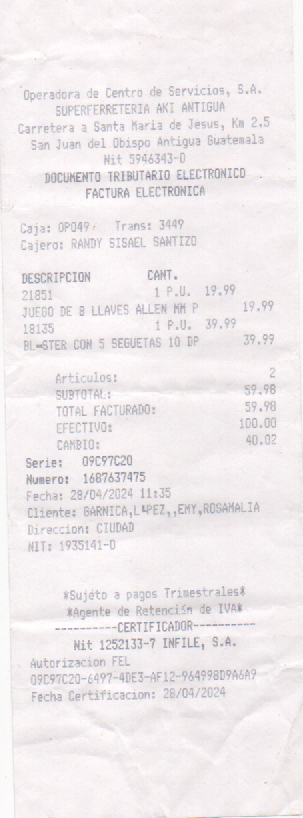 Operadora de Centro de Servicios, S.A.
SUPERFERRETERIA AKI ANTIGUA
Carretera a Santa Maria de Jesus, Km 2.5
San Juan del Obispo Antigua Guatemala
Nit 5946343-0
DOCUMENTO TRIBUTARIO ELECTRONICO
FACTURA ELECTRONICA
Caja: OP049 Trans: 3449
Cajero: RANDY SISAEL SANTIZO
DESCRIPCION CANT.
21851 1 P.U. 19.99
JUEGO DE 8 LLAVES ALLEN MM P 19.99
18135 1 P.U. 39.99
BL=STER CON 5 SEGUETAS 10 DP 39.99
Articulos: 2
SUBTOTAL: 59.98
TOTAL FACTURADO: 59.98
EFECTIVO: 100.00
CAMBIO: 40.02
Serie: 09C97C20
Numero: 1687637475
Fecha: 28/04/2024 11:35
Cliente: GARNICA,L╘PEZ,,EMY,ROSAMALIA
Direccion: CIUDAD
NIT: 1935141-0
*Sujéto a pagos Trimestrales*
*Agente de Retención de IVA*
----------CERTIFICADOR----------
Nit 1252133-7 INFILE, S.A.
Autorizacion FEL
09C97C20-6497-4DE3-AF12-964998D9A6A9
Fecha Certificacion: 28/04/2024